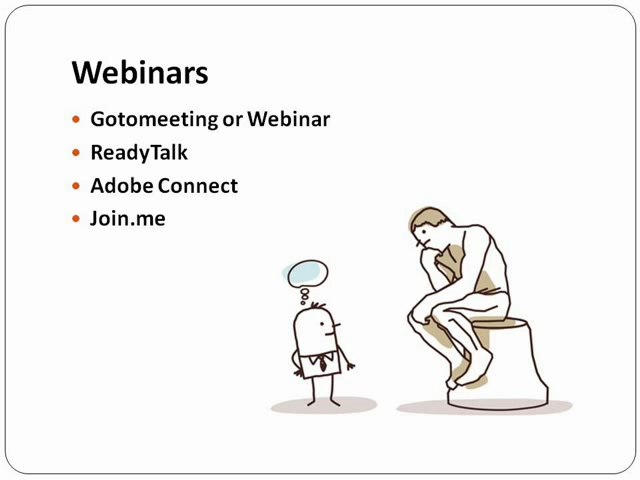 Webinars
Gotomeeting or Webinar
ReadyTalk
Adobe Connect
Join.me